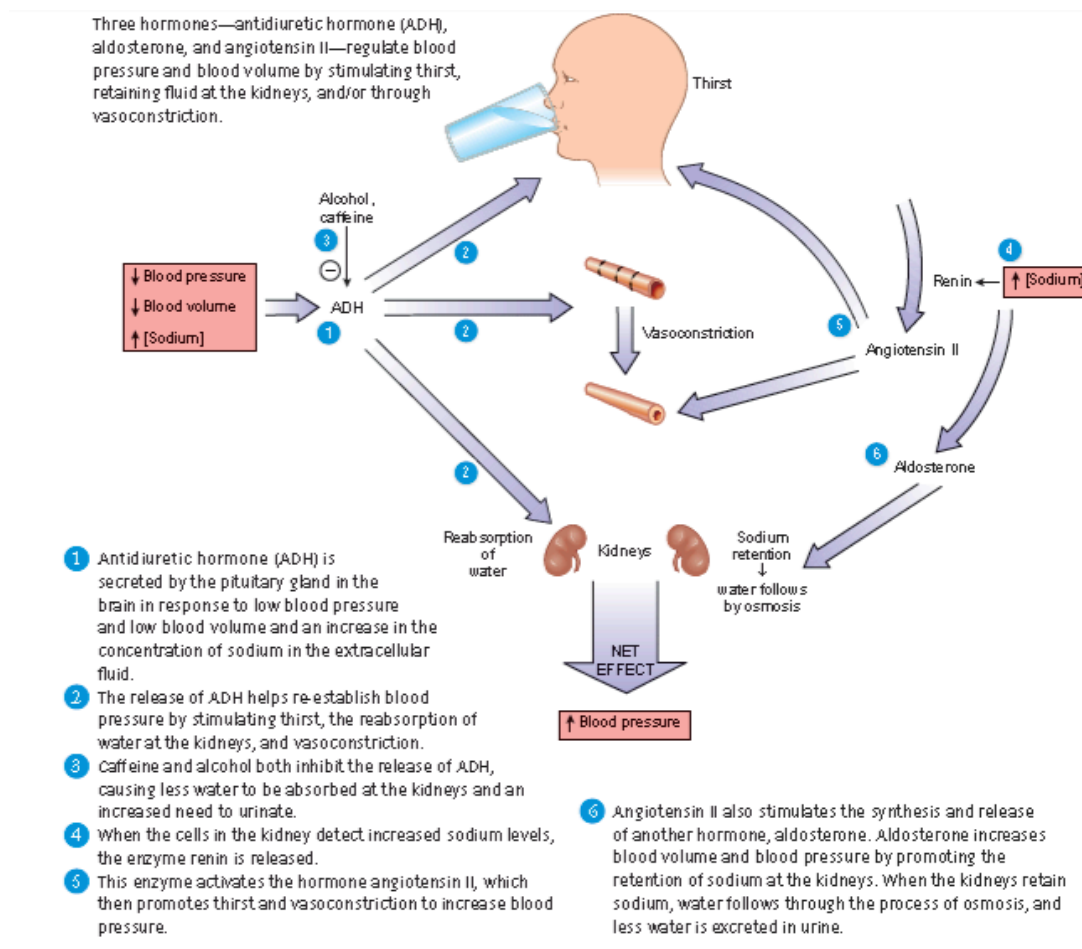 Three hormones—antidiuretic hormone (ADH),
aldosterone, and angiotensin II—regulate blood
pressure and blood volume by stimulating thirst,
retaining fluid at the kidneys, and/or through
vasoconstriction.
Thirst
Alcohol,
caffeine
3
2
4
↓ Blood pressure
↓ Blood volume
↑ [Sodium]
−
ADH
1
2
Vasoconstriction
Renin
↑ [Sodium]
5
Angiotensin II
6
Aldosterone
2
Reabsorption
of
water
Kidneys
Sodium
retention
↓
water follows
by osmosis
NET
EFFECT
↑ Blood pressure
1 Antidiuretic hormone (ADH) is
secreted by the pituitary gland in the
brain in response to low blood pressure
and low blood volume and an increase in the
concentration of sodium in the extracellular
fluid.
2 The release of ADH helps re-establish blood
pressure by stimulating thirst, the reabsorption of
water at the kidneys, and vasoconstriction.
3 Caffeine and alcohol both inhibit the release of ADH,
causing less water to be absorbed at the kidneys and an
increased need to urinate.
4 When the cells in the kidney detect increased sodium levels,
the enzyme renin is released.
5 This enzyme activates the hormone angiotensin II, which
then promotes thirst and vasoconstriction to increase blood
pressure.
6 Angiotensin II also stimulates the synthesis and release
of another hormone, aldosterone. Aldosterone increases
blood volume and blood pressure by promoting the
retention of sodium at the kidneys. When the kidneys retain
sodium, water follows through the process of osmosis, and
less water is excreted in urine.